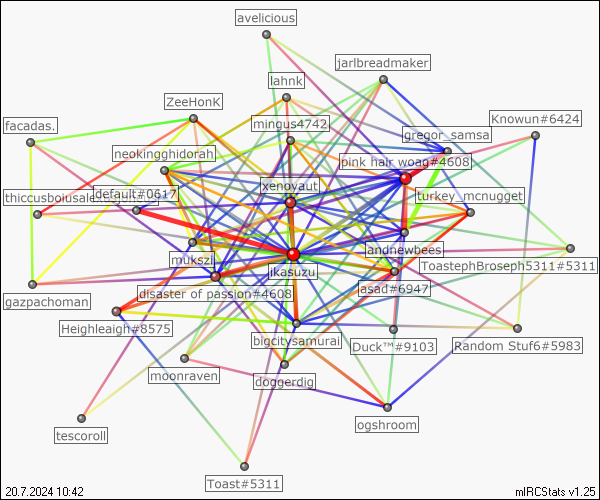 avelicious
jarlbreadmaker
lahnk
ZeeHonK
Knowun#6424
facadas.
mingus4742
gregor_samsa
neokingghidorah
pink hair woag#4608
xenovaut
default#0617
thiccusboiusale
turkey_mcnugget
mukszi
jkasuzu
andnewbees
ToastephBroseph5311#5311
disaster of passion#4608
asad#6947
gazpachoman
Heighleaigh#8575
bigcitysamurai
Duck™#9103
Random Stuf6#5983
moonraven
doggerdig
ogshroom
tescoroll
Toast#5311
20.7.2024 10:42
mIRCStats v1.25